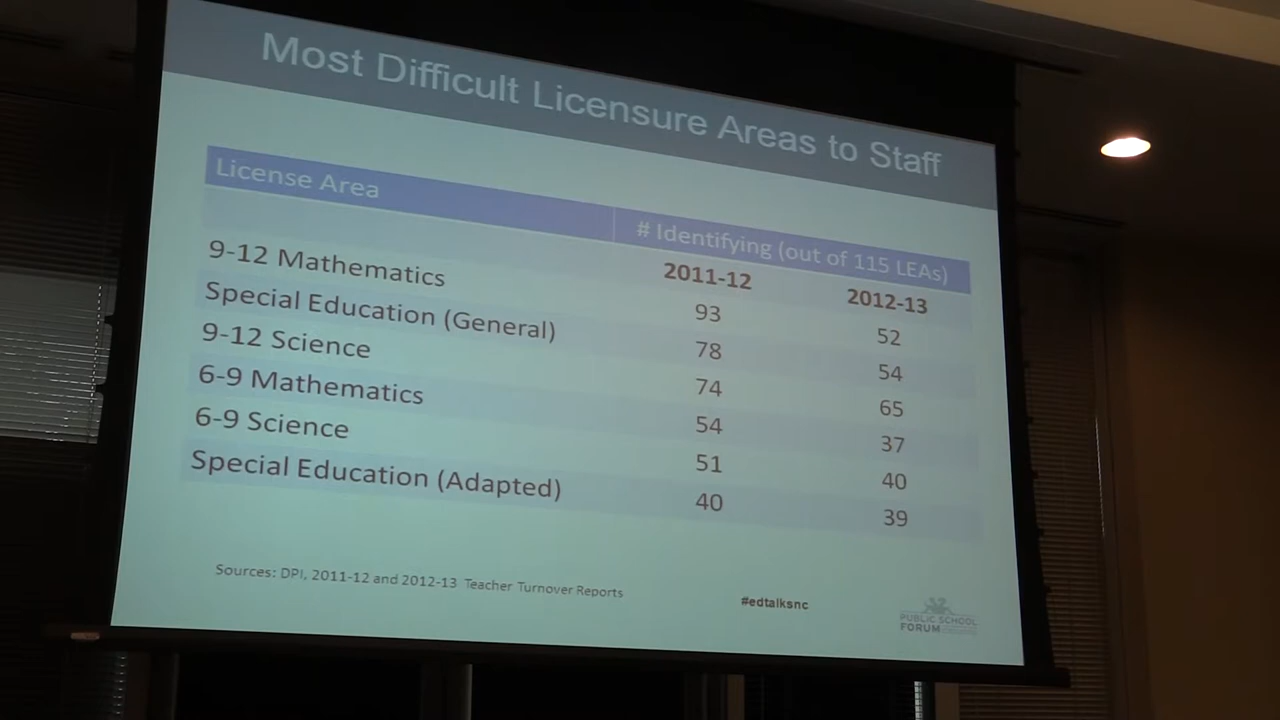 Most Difficult Licensure Areas to Staff
License Area
# Identifying (out of 115 LEAs)
2011-12 2012-13
9-12 Mathematics 93 52
Special Education (General) 78 54
9-12 Science 74 65
6-9 Mathematics 54 37
6-9 Science 51 40
Special Education (Adapted) 40 39
Sources: DPI, 2011-12 and 2012-13 Teacher Turnover Reports
#edtalksnc
PUBLIC SCHOOL
FORUM